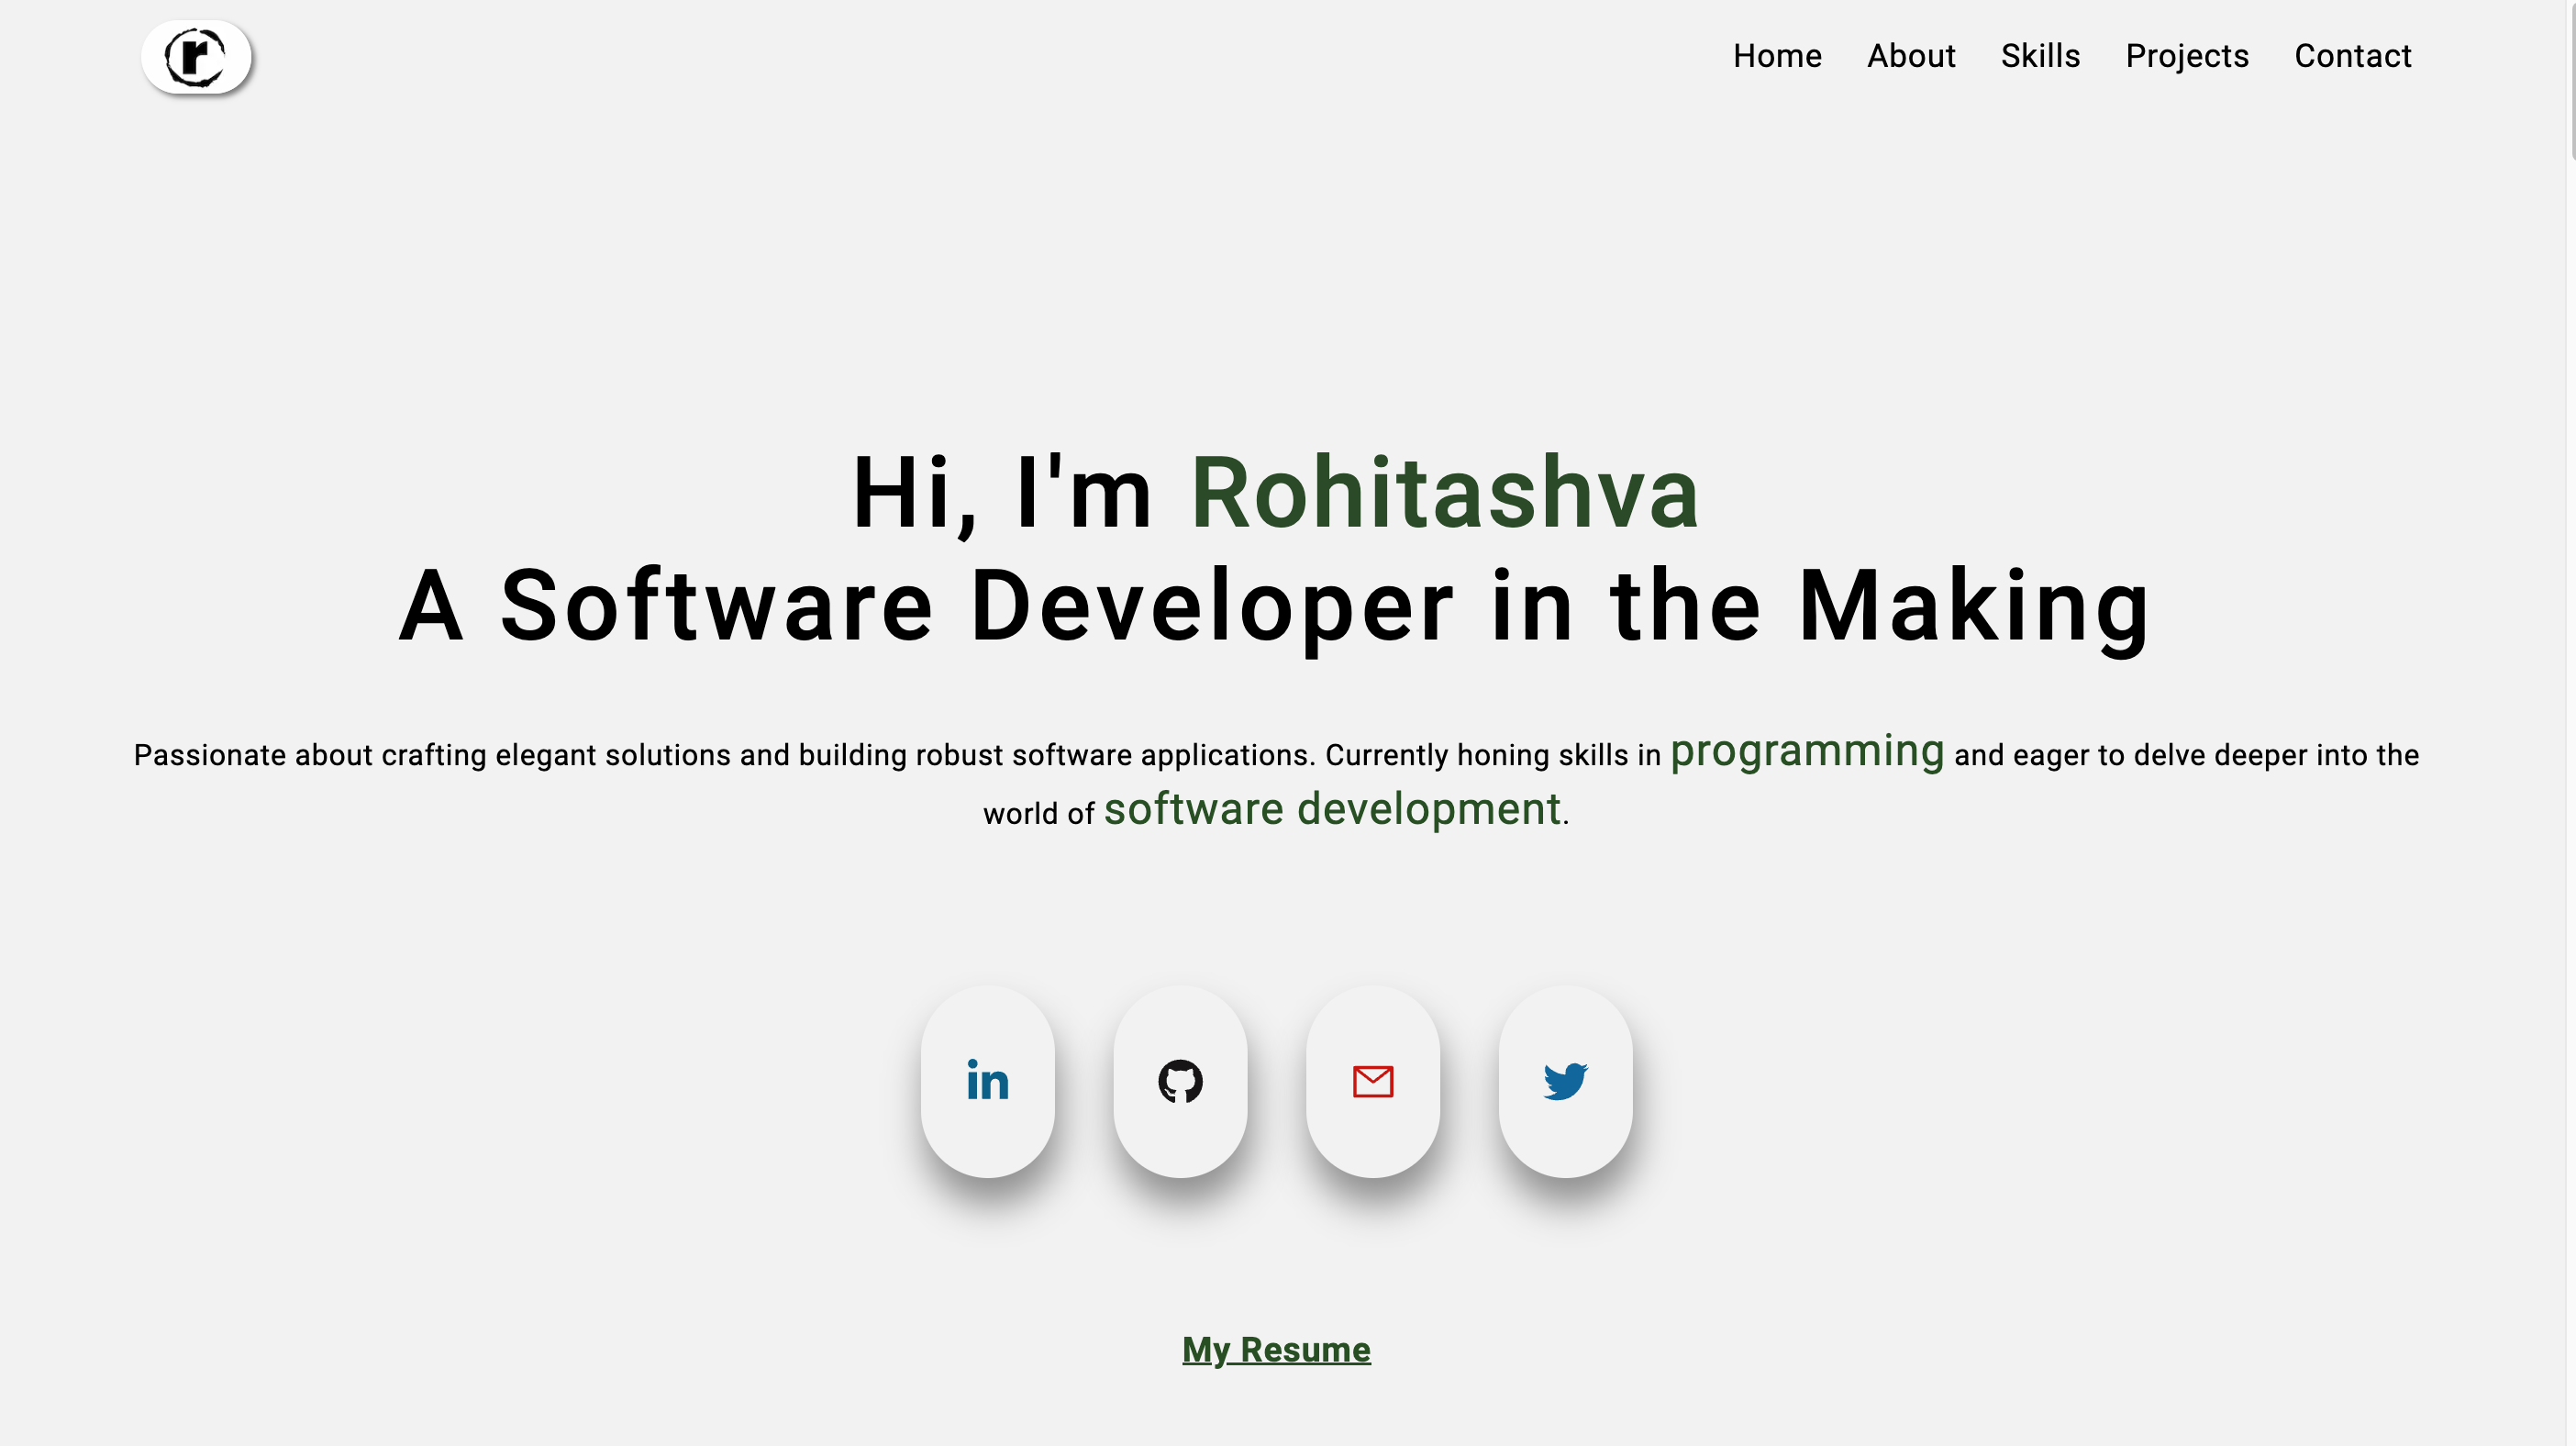 r
Home About Skills Projects Contact
Hi, I'm Rohitashva
A Software Developer in the Making
Passionate about crafting elegant solutions and building robust software applications. Currently honing skills in programming and eager to delve deeper into the
world of software development.
in
My Resume